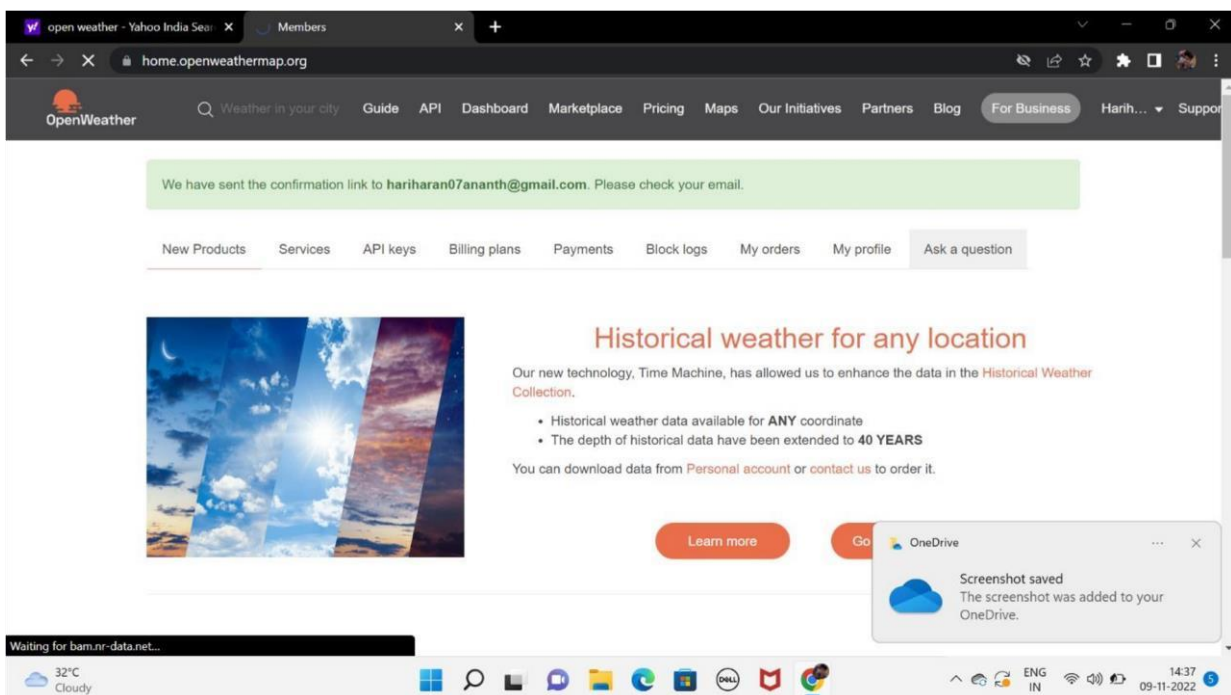 open weather - Yahoo India Sear
Members
home.openweathermap.org
OpenWeather
Weather in your city
Guide
API
Dashboard
Marketplace
Pricing
Maps
Our Initiatives
Partners
Blog
For Business
Harih...
Suppor
We have sent the confirmation link to hariharan07ananth@gmail.com. Please check your email.
New Products
Services
API keys
Billing plans
Payments
Block logs
My orders
My profile
Ask a question
Historical weather for any location
Our new technology, Time Machine, has allowed us to enhance the data in the Historical Weather
Collection.
• Historical weather data available for ANY coordinate
• The depth of historical data have been extended to 40 YEARS
You can download data from Personal account or contact us to order it.
Learn more
Go
OneDrive
Screenshot saved
The screenshot was added to your
OneDrive.
Waiting for bam.nr-data.net...
32°C
Cloudy
DELL
ENG
IN
14:37
09-11-2022
5